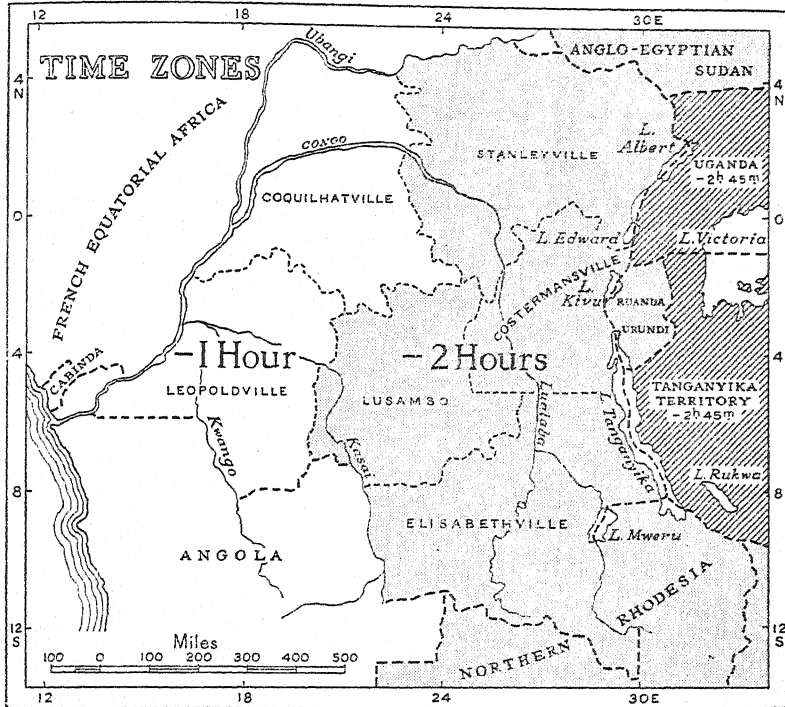 12 18 24 30E
TIME ZONES
Ubangi
ANGLO-EGYPTIAN
SUDAN
4
N
4
N
FRENCH EQUATORIAL AFRICA
CONGO
STANLEYVILLE
L.
Albert
UGANDA
-2h 45m
COQUILHATVILLE
0
0
L. Edward
L. Victoria
COSTERMANSVILLE
L.
Kivu
RUANDA
URUNDI
-1 Hour
-2 Hours
4
4
CABINDA
LEOPOLDVILLE
LUSAMBO
TANGANYIKA
TERRITORY
-2h 45m
Kwango
Kasai
Lualaba
L. Tanganyika
L. Rukwa
8
8
ELISABETHVILLE
L. Mweru
ANGOLA
RHODESIA
NORTHERN
12
S
12
S
Miles
100 0 100 200 300 400 500
12 18 24 30E